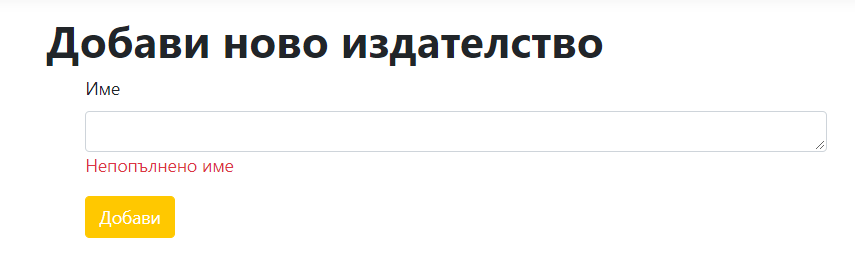 Добави ново издателство
Име
Непопълнено име
Добави